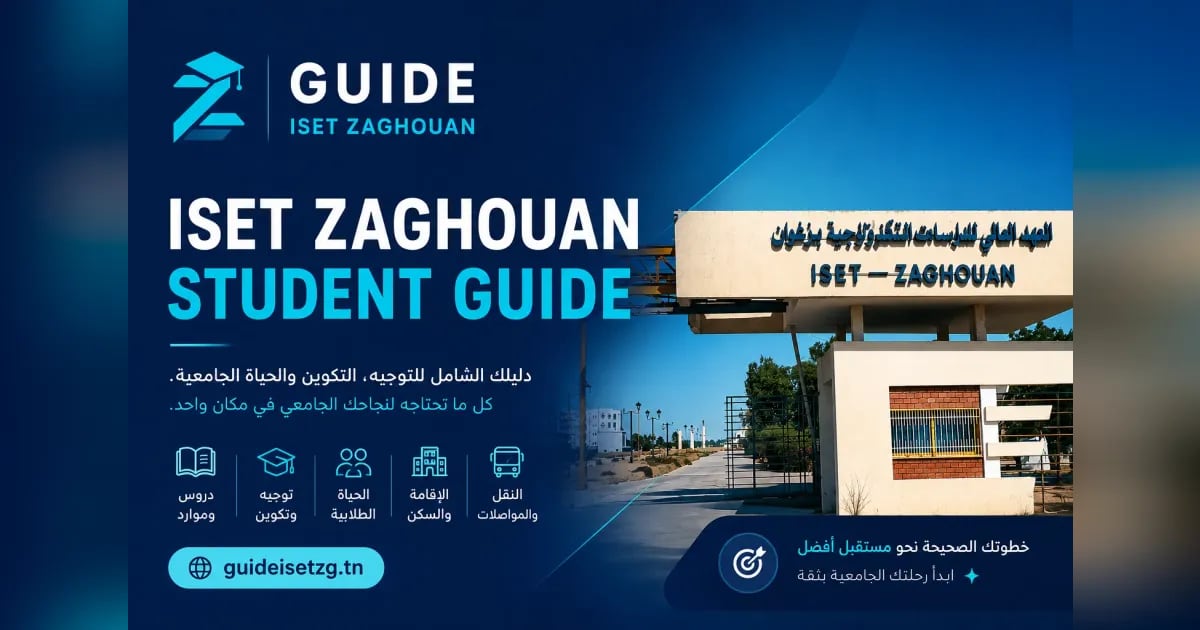 GUIDE
ISET ZAGHOUAN
ISET ZAGHOUAN
STUDENT GUIDE
دليلك الشامل للتوجيه، التكوين والحياة الجامعية.
كل ما تحتاجه لنجاحك الجامعي في مكان واحد.
دروس
وموارد
توجيه
وتكوين
الحياة
الطلابية
الإقامة
والسكن
النقل
والمواصلات
guideisetzg.tn
المعهد العالي للدراسات التكنولوجية بزغوان
ISET — ZAGHOUAN
خطوتك الصحيحة نحو مستقبل أفضل
ابدأ رحلتك الجامعية بثقة